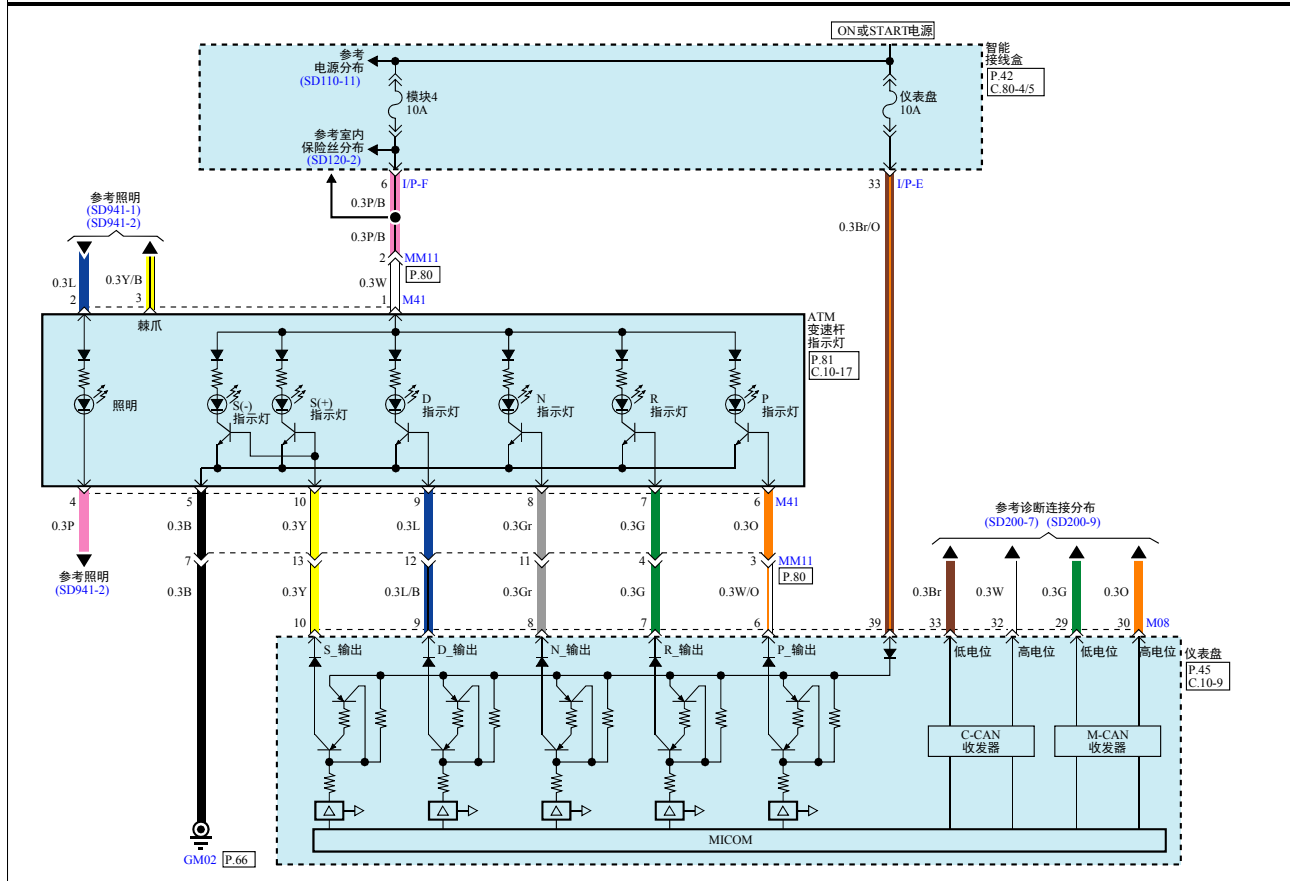 ON或START电源
智能
接线盒
P.42
C.80-4/5
参考
电源分布
(SD110-11)
模块4
10A
仪表盘
10A
参考室内
保险丝分布
(SD120-2)
6
I/P-F
33
I/P-E
0.3P/B
0.3P/B
0.3Br/O
参考照明
(SD941-1)
(SD941-2)
2
MM11
P.80
0.3L
0.3Y/B
0.3W
2
3
1
M41
棘爪
ATM
变速杆
指示灯
P.81
C.10-17
照明
S(-)
指示灯
S(+)
指示灯
D
指示灯
N
指示灯
R
指示灯
P
指示灯
4
5
10
9
8
7
6
M41
0.3P
0.3B
0.3Y
0.3L
0.3Gr
0.3G
0.3O
参考诊断连接分布
(SD200-7) (SD200-9)
7
13
12
11
4
3
MM11
P.80
参考照明
(SD941-2)
0.3B
0.3Y
0.3L/B
0.3Gr
0.3G
0.3W/O
0.3Br
0.3W
0.3G
0.3O
10
9
8
7
6
39
33
32
29
30
M08
S_输出
D_输出
N_输出
R_输出
P_输出
低电位
高电位
低电位
高电位
仪表盘
P.45
C.10-9
C-CAN
收发器
M-CAN
收发器
MICOM
GM02
P.66